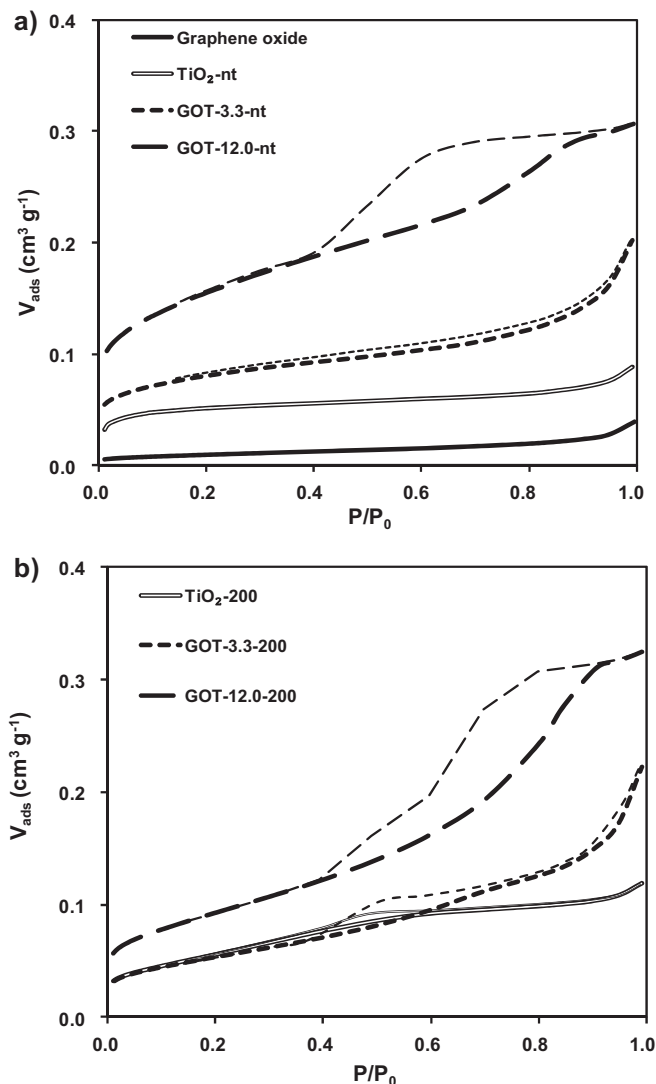 a)
0.4
Graphene oxide
TiO₂-nt
GOT-3.3-nt
GOT-12.0-nt
0.3
0.2
0.1
0.0
V_ads (cm³ g⁻¹)
0.0 0.2 0.4 0.6 0.8 1.0
P/P₀
b)
0.4
TiO₂-200
GOT-3.3-200
GOT-12.0-200
0.3
0.2
0.1
0.0
V_ads (cm³ g⁻¹)
0.0 0.2 0.4 0.6 0.8 1.0
P/P₀